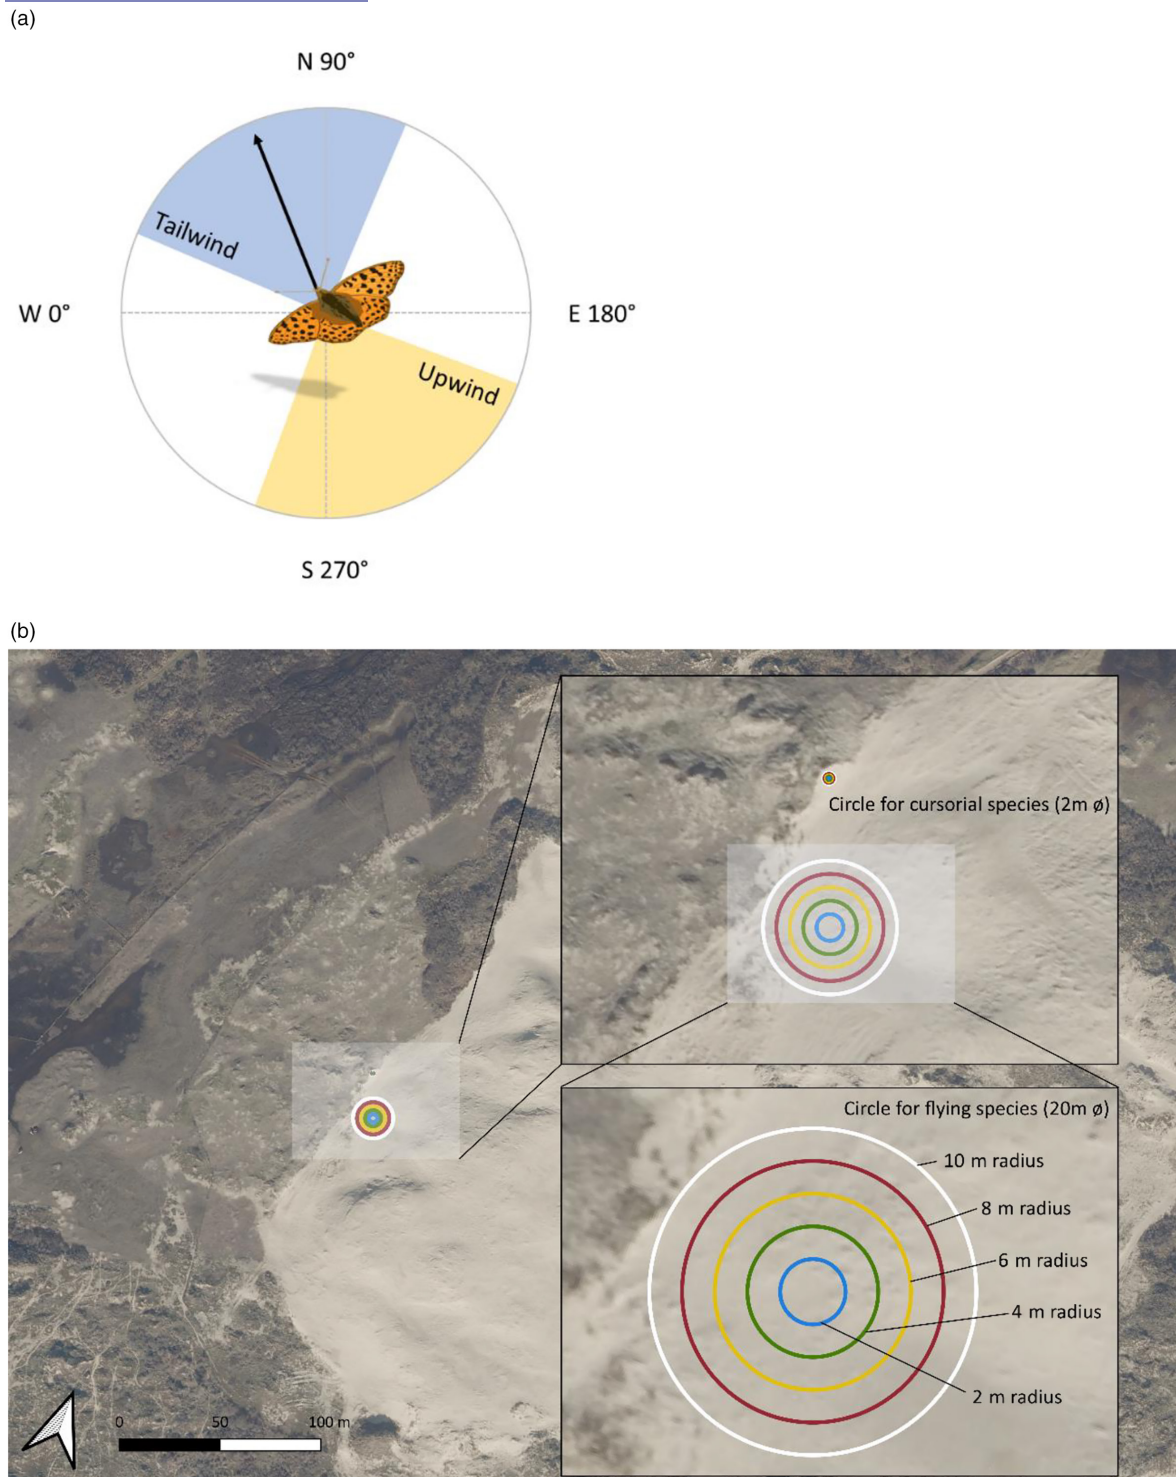 (a)
N 90°
Tailwind
W 0°
E 180°
Upwind
S 270°
(b)
Circle for cursorial species (2m ø)
Circle for flying species (20m ø)
10 m radius
8 m radius
6 m radius
4 m radius
2 m radius
0 50 100 m